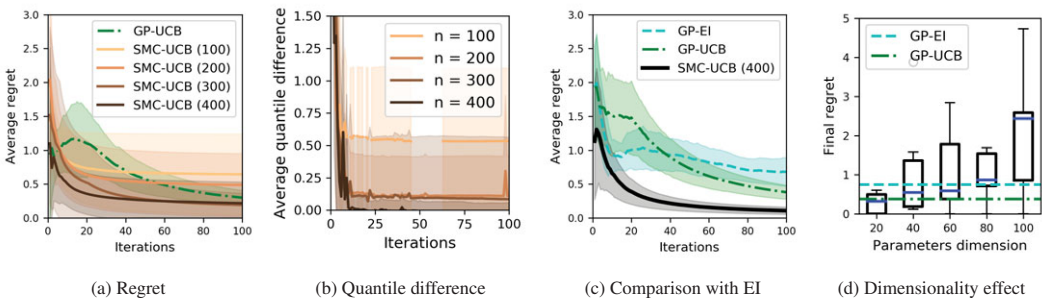 3.0
2.5
2.0
1.5
1.0
0.5
0.0
Average regret
GP-UCB
SMC-UCB (100)
SMC-UCB (200)
SMC-UCB (300)
SMC-UCB (400)
0 20 40 60 80 100
Iterations
(a) Regret
1.50
1.25
1.00
0.75
0.50
0.25
0.00
Average quantile difference
n = 100
n = 200
n = 300
n = 400
0 25 50 75 100
Iterations
(b) Quantile difference
3.0
2.5
2.0
1.5
1.0
0.5
0.0
Average regret
GP-EI
GP-UCB
SMC-UCB (400)
0 20 40 60 80 100
Iterations
(c) Comparison with EI
5
4
3
2
1
0
Final regret
GP-EI
GP-UCB
20 40 60 80 100
Parameters dimension
(d) Dimensionality effect